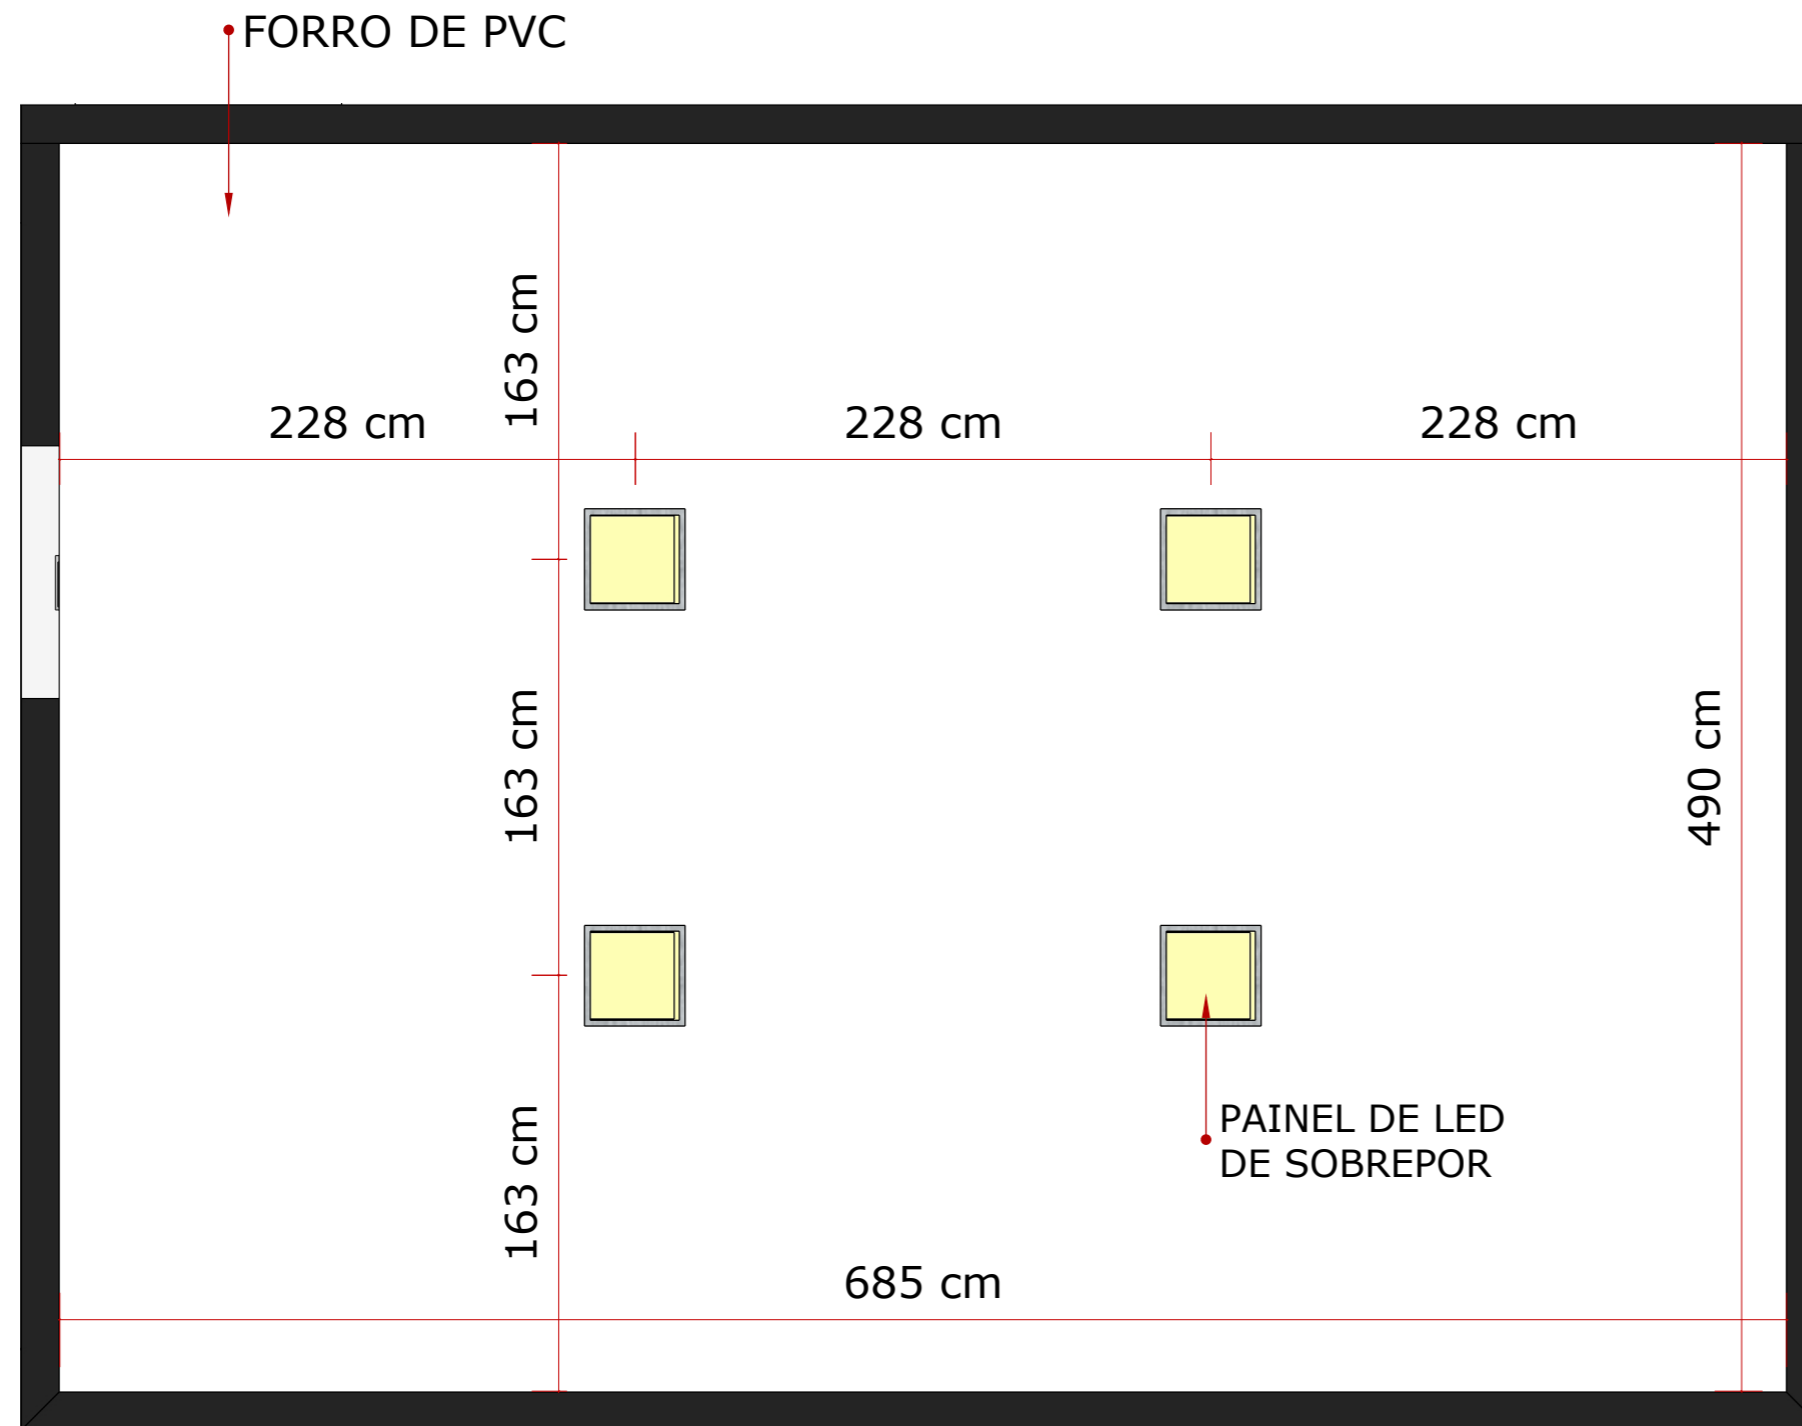 FORRO DE PVC
163 cm
228 cm
228 cm
228 cm
163 cm
490 cm
PAINEL DE LED
DE SOBREPOR
163 cm
685 cm